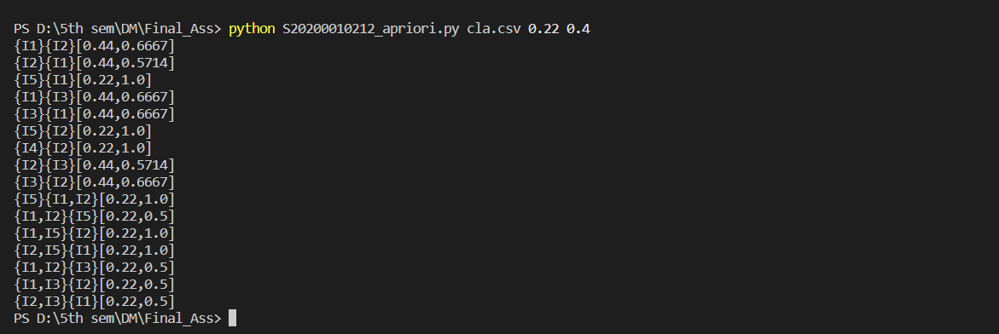 PS D:\5th sem\DM\Final_Ass> python S20200010212_apriori.py cla.csv 0.22 0.4
{I1}{I2}[0.44,0.6667]
{I2}{I1}[0.44,0.5714]
{I5}{I1}[0.22,1.0]
{I1}{I3}[0.44,0.6667]
{I3}{I1}[0.44,0.6667]
{I5}{I2}[0.22,1.0]
{I4}{I2}[0.22,1.0]
{I2}{I3}[0.44,0.5714]
{I3}{I2}[0.44,0.6667]
{I5}{I1,I2}[0.22,1.0]
{I1,I2}{I5}[0.22,0.5]
{I1,I5}{I2}[0.22,1.0]
{I2,I5}{I1}[0.22,1.0]
{I1,I2}{I3}[0.22,0.5]
{I1,I3}{I2}[0.22,0.5]
{I2,I3}{I1}[0.22,0.5]
PS D:\5th sem\DM\Final_Ass>